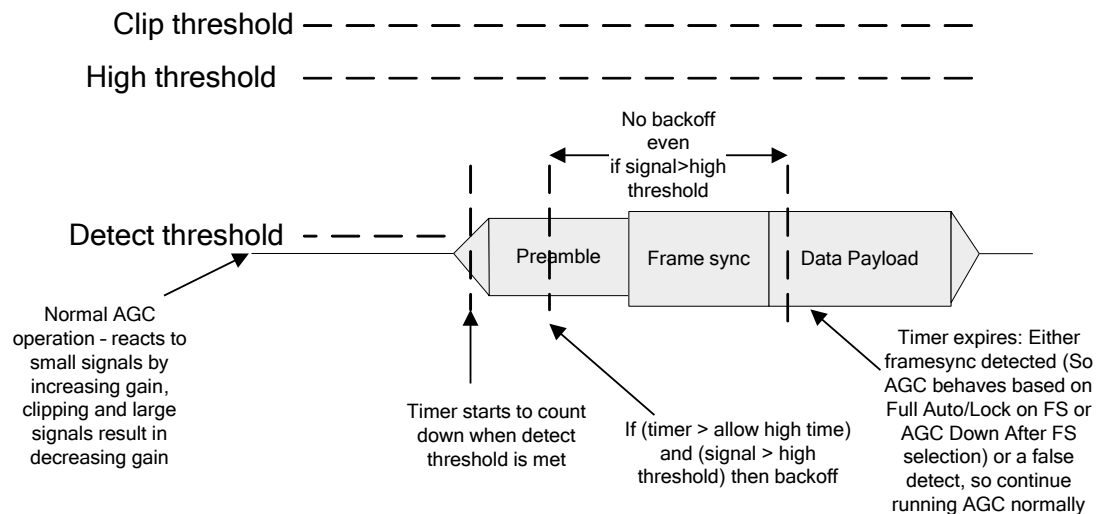 Clip threshold
High threshold
No backoff
even
if signal>high
threshold
Detect threshold
Preamble
Frame sync
Data Payload
Normal AGC
operation - reacts to
small signals by
increasing gain,
clipping and large
signals result in
decreasing gain
Timer starts to count
down when detect
threshold is met
If (timer > allow high time)
and (signal > high
threshold) then backoff
Timer expires: Either
framesync detected (So
AGC behaves based on
Full Auto/Lock on FS or
AGC Down After FS
selection) or a false
detect, so continue
running AGC normally